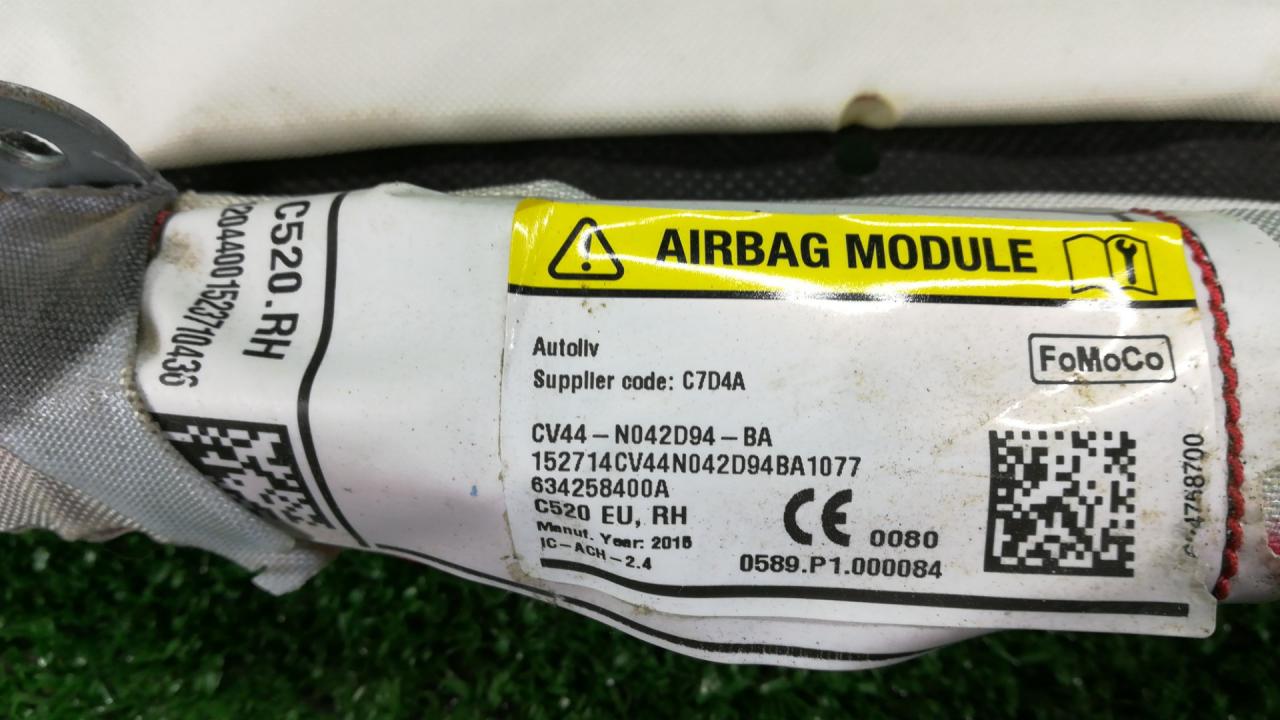 C520.RH
AIRBAG MODULE
Autoliv
Supplier code: C7D4A
FoMoCo
CV44-N042D94-BA
152714CV44N042D94BA1077
634258400A
C520 EU, RH
Manuf. Year: 2015
IC-ACH-2.4
CE 0080
0589.P1.000084